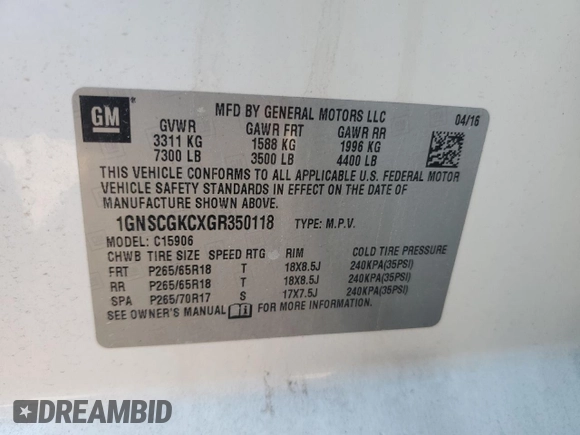 GM
MFD BY GENERAL MOTORS LLC
04/16
GVWR GAWR FRT GAWR RR
3311 KG 1588 KG 1996 KG
7300 LB 3500 LB 4400 LB
THIS VEHICLE CONFORMS TO ALL APPLICABLE U.S. FEDERAL MOTOR
VEHICLE SAFETY STANDARDS IN EFFECT ON THE DATE OF
MANUFACTURE SHOWN ABOVE.
1GNSCGKCXGR350118 TYPE: M.P.V.
MODEL: C15906
CHWB TIRE SIZE SPEED RTG RIM COLD TIRE PRESSURE
FRT P265/65R18 T 18X8.5J 240KPA(35PSI)
RR P265/65R18 T 18X8.5J 240KPA(35PSI)
SPA P265/70R17 S 17X7.5J 240KPA(35PSI)
SEE OWNER'S MANUAL FOR MORE INFORMATION.
DREAMBID